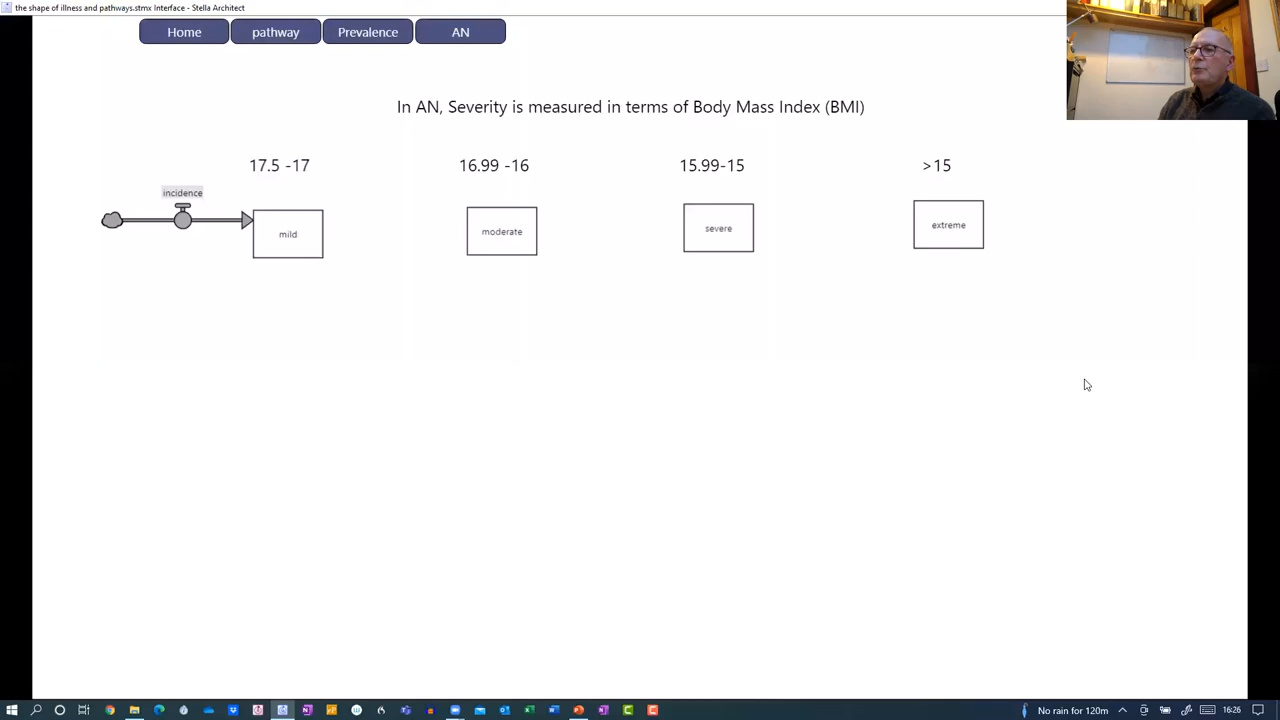 the shape of illness and pathways.stmx Interface - Stella Architect
Home pathway Prevalence AN
In AN, Severity is measured in terms of Body Mass Index (BMI)
17.5 -17 16.99 -16 15.99-15 >15
incidence
mild moderate severe extreme
No rain for 120m 16:26